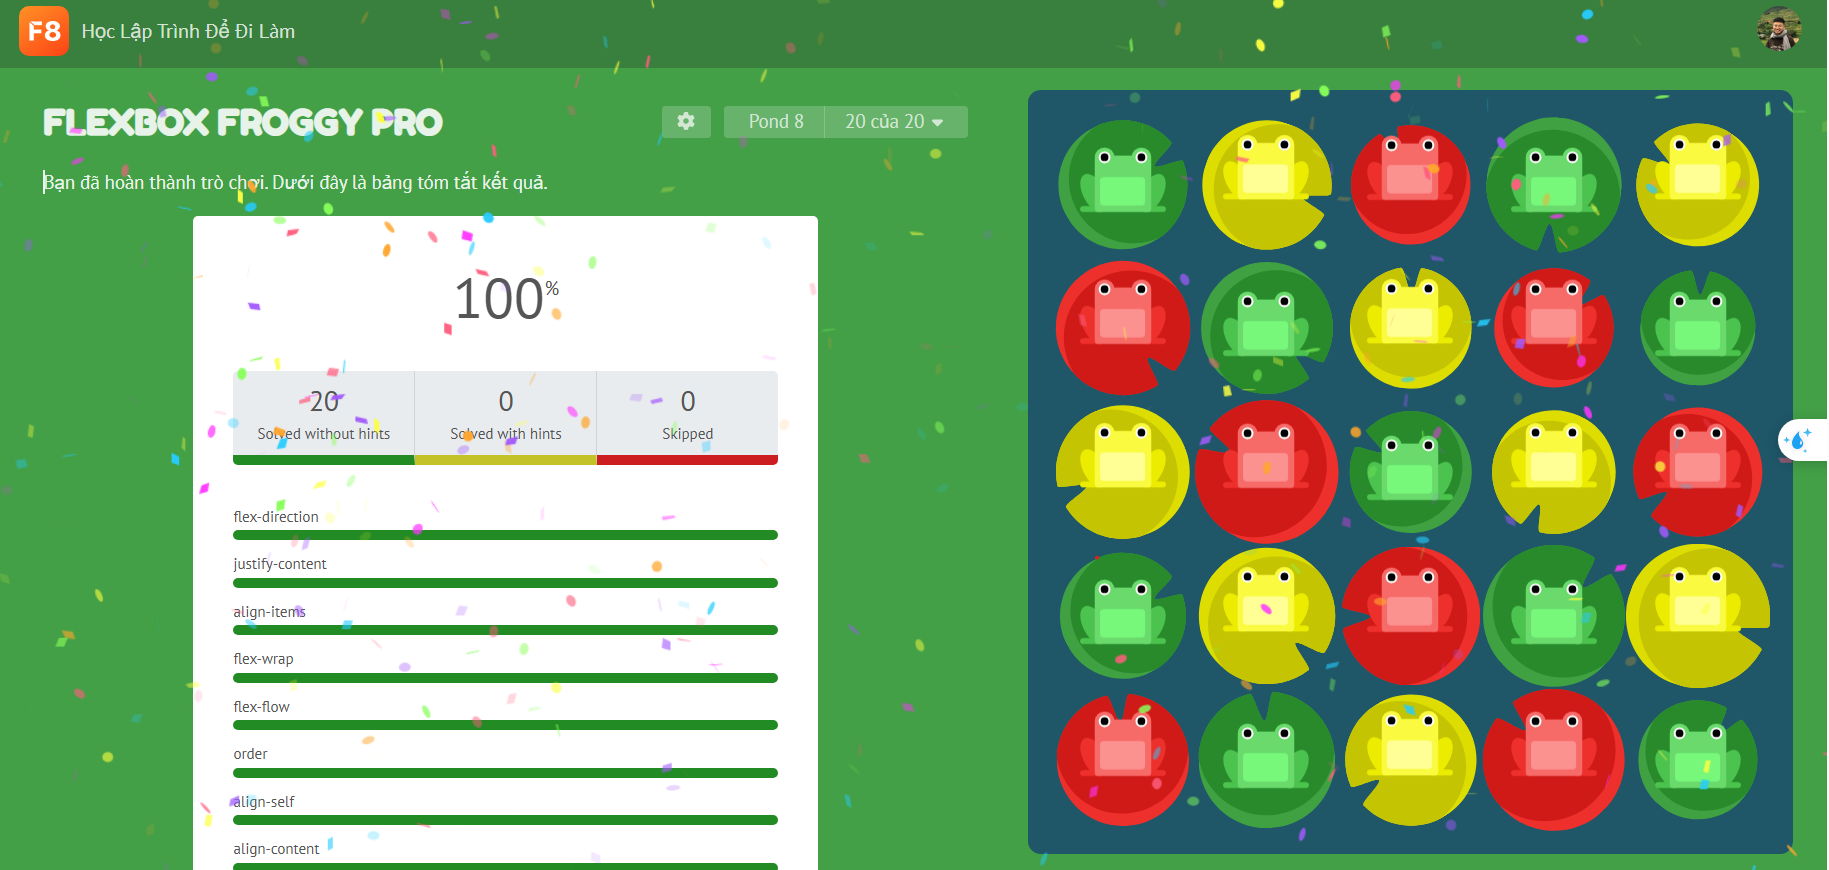 F8 Học Lập Trình Để Đi Làm
FLEXBOX FROGGY PRO
Pond 8
20 của 20
Bạn đã hoàn thành trò chơi. Dưới đây là bảng tóm tắt kết quả.
100%
20 0 0
Solved without hints Solved with hints Skipped
flex-direction
justify-content
align-items
flex-wrap
flex-flow
order
align-self
align-content